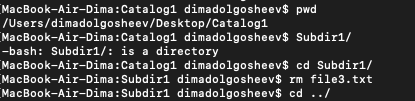 [MacBook-Air-Dima:Catalog1 dimadolgosheev$ pwd
/Users/dimadolgosheev/Desktop/Catalog1
[MacBook-Air-Dima:Catalog1 dimadolgosheev$ Subdir1/
-bash: Subdir1/: is a directory
[MacBook-Air-Dima:Catalog1 dimadolgosheev$ cd Subdir1/
[MacBook-Air-Dima:Subdir1 dimadolgosheev$ rm file3.txt
[MacBook-Air-Dima:Subdir1 dimadolgosheev$ cd ../